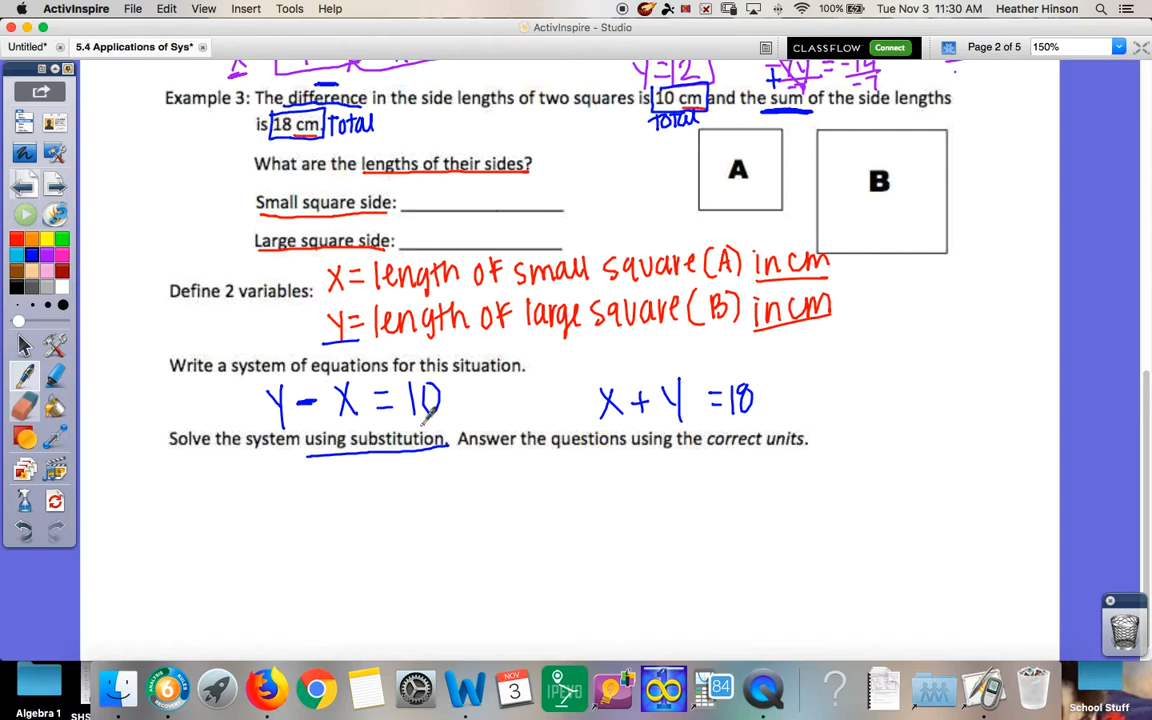 ActivInspire File Edit View Insert Tools Help 100% Tue Nov 3 11:30 AM Heather Hinson
ActivInspire - Studio
Untitled* 5.4 Applications of Sys* CLASSFLOW Connect Page 2 of 5 150%
y=12
Example 3: The difference in the side lengths of two squares is 10 cm and the sum of the side lengths
is 18 cm. Total Total
A B
What are the lengths of their sides?
Small square side:
Large square side:
X= length of small square (A) in cm
Define 2 variables:
y= length of large square (B) in cm
Write a system of equations for this situation.
Y - X = 10 X + Y = 18
Solve the system using substitution. Answer the questions using the correct units.
NOV
3
84
Algebra 1 SHS School Stuff